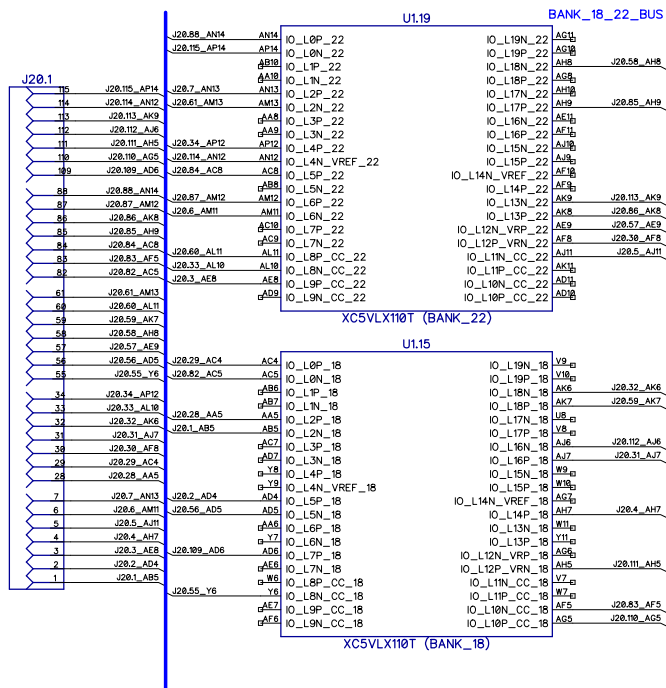 U1.19
BANK_18_22_BUS
J20.88_AN14 AN14 IO_L0P_22 IO_L19N_22 AG11
J20.115_AP14 AP14 IO_L0N_22 IO_L19P_22 AG10
AB10 IO_L1P_22 IO_L18N_22 AH8 J20.58_AH8
AA10 IO_L1N_22 IO_L18P_22 AG8
J20.7_AN13 AN13 IO_L2P_22 IO_L17N_22 AH10
J20.61_AM13 AM13 IO_L2N_22 IO_L17P_22 AH9 J20.85_AH9
AA8 IO_L3P_22 IO_L16N_22 AE11
AA9 IO_L3N_22 IO_L16P_22 AF11
J20.34_AP12 AP12 IO_L4P_22 IO_L15N_22 AJ10
J20.114_AN12 AN12 IO_L4N_VREF_22 IO_L15P_22 AJ9
J20.84_AC8 AC8 IO_L5P_22 IO_L14N_VREF_22 AF10
AB8 IO_L5N_22 IO_L14P_22 AF9
J20.87_AM12 AM12 IO_L6P_22 IO_L13N_22 AK9 J20.113_AK9
J20.6_AM11 AM11 IO_L6N_22 IO_L13P_22 AK8 J20.86_AK8
AC10 IO_L7P_22 IO_L12N_VRP_22 AE9 J20.57_AE9
AC9 IO_L7N_22 IO_L12P_VRN_22 AF8 J20.30_AF8
J20.60_AL11 AL11 IO_L8P_CC_22 IO_L11N_CC_22 AJ11 J20.5_AJ11
J20.33_AL10 AL10 IO_L8N_CC_22 IO_L11P_CC_22 AK11
J20.3_AE8 AE8 IO_L9P_CC_22 IO_L10N_CC_22 AD11
AD9 IO_L9N_CC_22 IO_L10P_CC_22 AD10
XC5VLX110T (BANK_22)
J20.1
115 J20.115_AP14
114 J20.114_AN12
113 J20.113_AK9
112 J20.112_AJ6
111 J20.111_AH5
110 J20.110_AG5
109 J20.109_AD6
88 J20.88_AN14
87 J20.87_AM12
86 J20.86_AK8
85 J20.85_AH9
84 J20.84_AC8
83 J20.83_AF5
82 J20.82_AC5
61 J20.61_AM13
60 J20.60_AL11
59 J20.59_AK7
58 J20.58_AH8
57 J20.57_AE9
56 J20.56_AD5
55 J20.55_Y6
34 J20.34_AP12
33 J20.33_AL10
32 J20.32_AK6
31 J20.31_AJ7
30 J20.30_AF8
29 J20.29_AC4
28 J20.28_AA5
7 J20.7_AN13
6 J20.6_AM11
5 J20.5_AJ11
4 J20.4_AH7
3 J20.3_AE8
2 J20.2_AD4
1 J20.1_AB5
U1.15
J20.29_AC4 AC4 IO_L0P_18 IO_L19N_18 V9
J20.82_AC5 AC5 IO_L0N_18 IO_L19P_18 V10
AB6 IO_L1P_18 IO_L18N_18 AK6 J20.32_AK6
AB7 IO_L1N_18 IO_L18P_18 AK7 J20.59_AK7
J20.28_AA5 AA5 IO_L2P_18 IO_L17N_18 U8
J20.1_AB5 AB5 IO_L2N_18 IO_L17P_18 V8
AC7 IO_L3P_18 IO_L16N_18 AJ6 J20.112_AJ6
AD7 IO_L3N_18 IO_L16P_18 AJ7 J20.31_AJ7
Y8 IO_L4P_18 IO_L15N_18 W9
Y9 IO_L4N_VREF_18 IO_L15P_18 W10
J20.2_AD4 AD4 IO_L5P_18 IO_L14N_VREF_18 AG7
J20.56_AD5 AD5 IO_L5N_18 IO_L14P_18 AH7 J20.4_AH7
AA6 IO_L6P_18 IO_L13N_18 W11
Y7 IO_L6N_18 IO_L13P_18 Y11
J20.109_AD6 AD6 IO_L7P_18 IO_L12N_VRP_18 AG6
AE6 IO_L7N_18 IO_L12P_VRN_18 AH5 J20.111_AH5
W6 IO_L8P_CC_18 IO_L11N_CC_18 V7
J20.55_Y6 Y6 IO_L8N_CC_18 IO_L11P_CC_18 W7
AE7 IO_L9P_CC_18 IO_L10N_CC_18 AF5 J20.83_AF5
AF6 IO_L9N_CC_18 IO_L10P_CC_18 AG5 J20.110_AG5
XC5VLX110T (BANK_18)